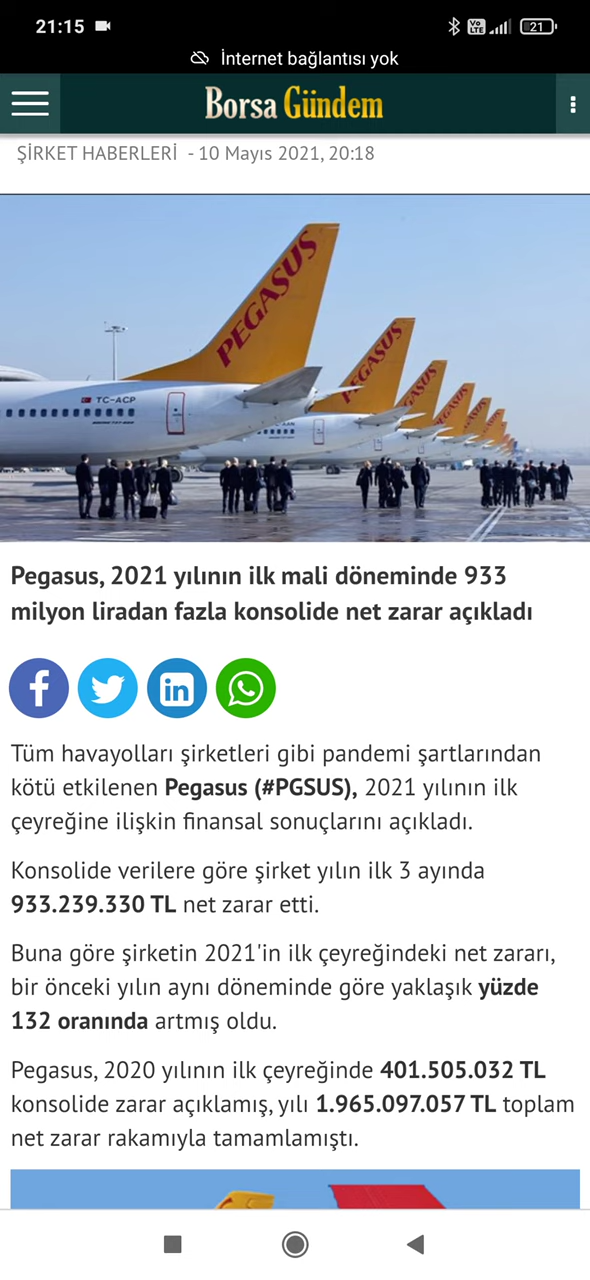 21:15
VoLTE
21
İnternet bağlantısı yok
Borsa Gündem
ŞİRKET HABERLERİ - 10 Mayıs 2021, 20:18
PEGASUS
PEGASUS
PEGASUS
PEGASUS
PEGASUS
TC-ACP
Pegasus, 2021 yılının ilk mali döneminde 933
milyon liradan fazla konsolide net zarar açıkladı
Tüm havayolları şirketleri gibi pandemi şartlarından
kötü etkilenen Pegasus (#PGSUS), 2021 yılının ilk
çeyreğine ilişkin finansal sonuçlarını açıkladı.
Konsolide verilere göre şirket yılın ilk 3 ayında
933.239.330 TL net zarar etti.
Buna göre şirketin 2021'in ilk çeyreğindeki net zararı,
bir önceki yılın aynı döneminde göre yaklaşık yüzde
132 oranında artmış oldu.
Pegasus, 2020 yılının ilk çeyreğinde 401.505.032 TL
konsolide zarar açıklamış, yılı 1.965.097.057 TL toplam
net zarar rakamıyla tamamlamıştı.